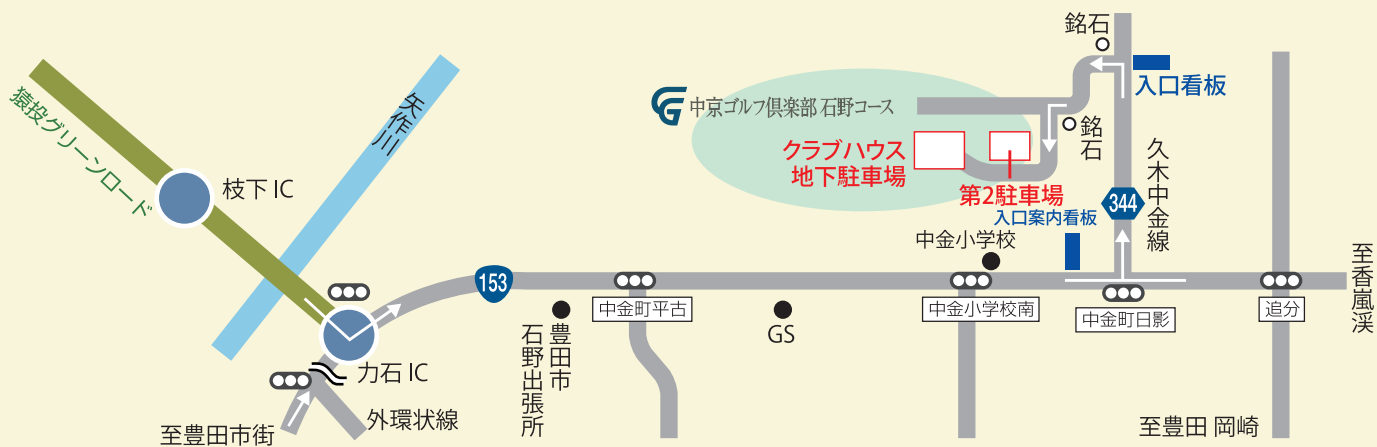 猿投グリーンロード
枝下 IC
矢作川
153
力石 IC
至豊田市街
外環状線
豊田市
石野出張所
中金町平古
GS
中京ゴルフ倶楽部 石野コース
クラブハウス
地下駐車場
第2駐車場
銘石
入口看板
銘石
久木中金線
344
入口案内看板
中金小学校
中金小学校南
中金町日影
追分
至豊田 岡崎
至香嵐渓